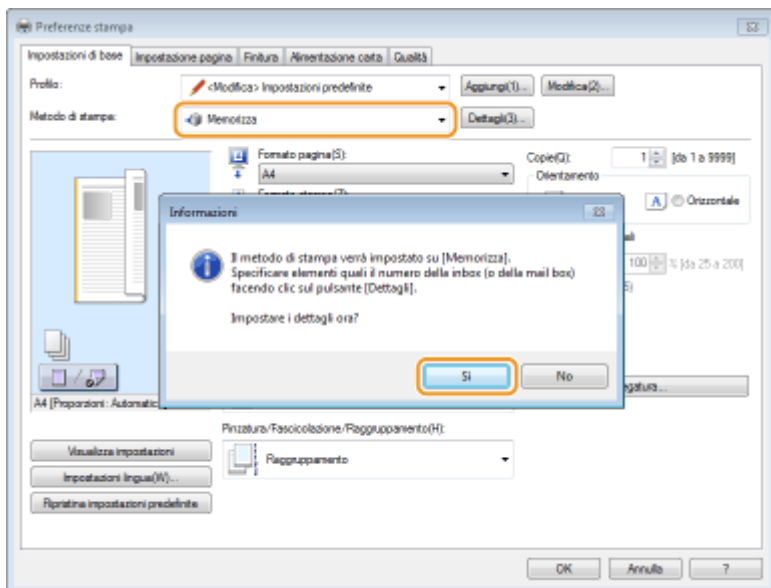 Preferenze stampa
Impostazioni di base Impostazione pagina Finitura Alimentazione carta Qualità
Profilo: <Modifica> Impostazioni predefinite Aggiungi(1)... Modifica(2)...
Metodo di stampa: Memorizza Dettagli(3)...
Formato pagina(S): Copie(Q): 1 [da 1 a 9999]
A4 Orientamento
A Orizzontale
Informazioni
100 % [da 25 a 200]
Il metodo di stampa verrà impostato su [Memorizza].
Specificare elementi quali il numero della inbox (o della mail box)
facendo clic sul pulsante [Dettagli].
Impostare i dettagli ora?
Sì No
A4 [Proporzioni: Automatic
Pinzatura/Fascicolazione/Raggruppamento(H):
Visualizza impostazioni
Raggruppamento
Impostazioni lingua(W)...
Ripristina impostazioni predefinite
OK Annulla ?